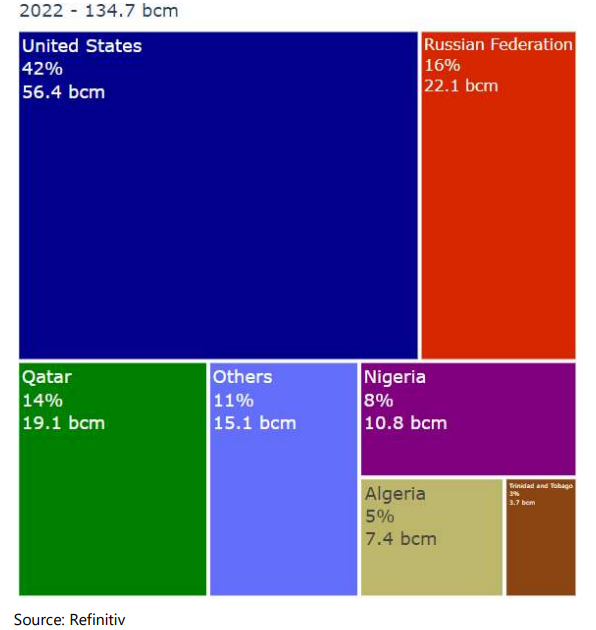 2022 - 134.7 bcm
United States
42%
56.4 bcm
Russian Federation
16%
22.1 bcm
Qatar
14%
19.1 bcm
Others
11%
15.1 bcm
Nigeria
8%
10.8 bcm
Algeria
5%
7.4 bcm
Trinidad and Tobago
3%
3.7 bcm
Source: Refinitiv